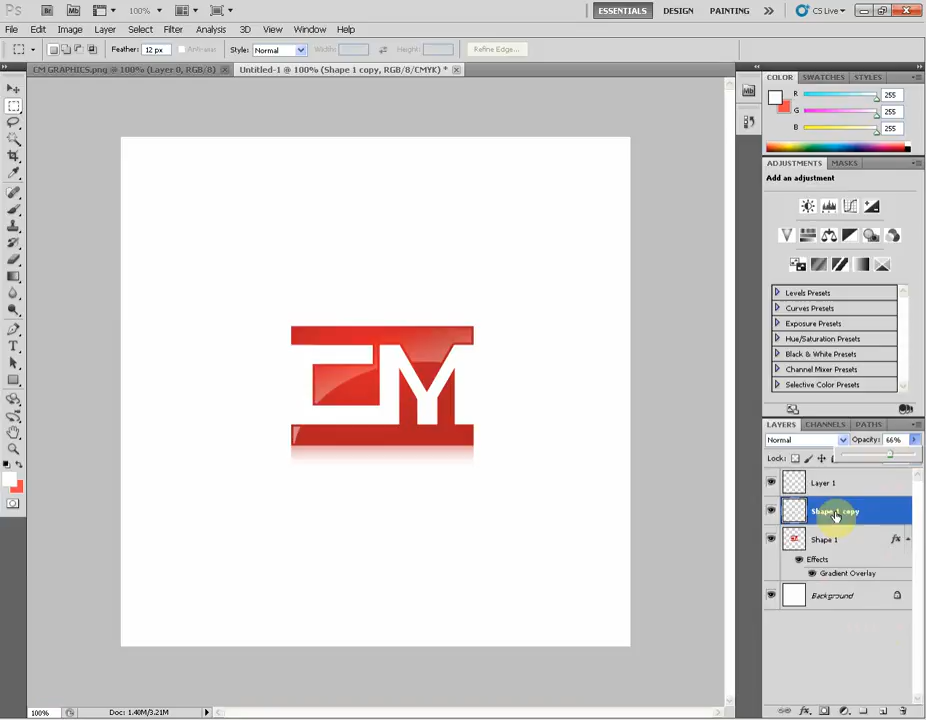 Ps Br Mb 100% ESSENTIALS DESIGN PAINTING CS Live
File Edit Image Layer Select Filter Analysis 3D View Window Help
Feather: 12 px Anti-alias Style: Normal Width: Height: Refine Edge...
CM GRAPHICS.png @ 100% (Layer 0, RGB/8) Untitled-1 @ 100% (Shape 1 copy, RGB/8/CMYK) *
COLOR SWATCHES STYLES
Mb
R 255
G 255
B 255
ADJUSTMENTS MASKS
Add an adjustment
Levels Presets
Curves Presets
Exposure Presets
Hue/Saturation Presets
Black & White Presets
Channel Mixer Presets
Selective Color Presets
LAYERS CHANNELS PATHS
Normal Opacity: 66%
Lock:
Layer 1
Shape 1 copy
Shape 1 fx
Effects
Gradient Overlay
Background
T
100% Doc: 1.40M/3.21M